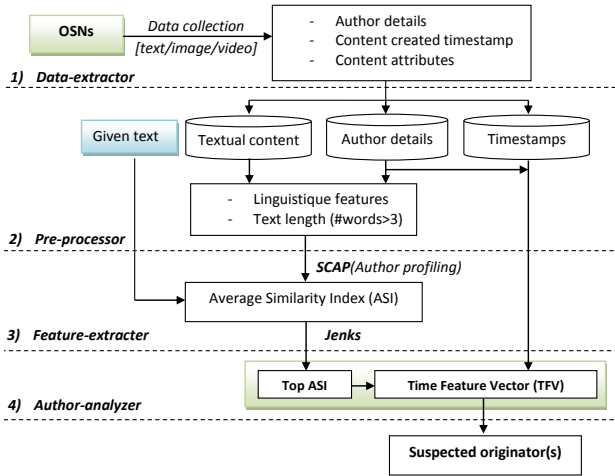 OSNs
Data collection
[text/image/video]
- Author details
- Content created timestamp
- Content attributes
1) Data-extractor
Given text
Textual content
Author details
Timestamps
- Linguistique features
- Text length (#words>3)
2) Pre-processor
SCAP(Author profiling)
Average Similarity Index (ASI)
3) Feature-extracter
Jenks
Top ASI
Time Feature Vector (TFV)
4) Author-analyzer
Suspected originator(s)